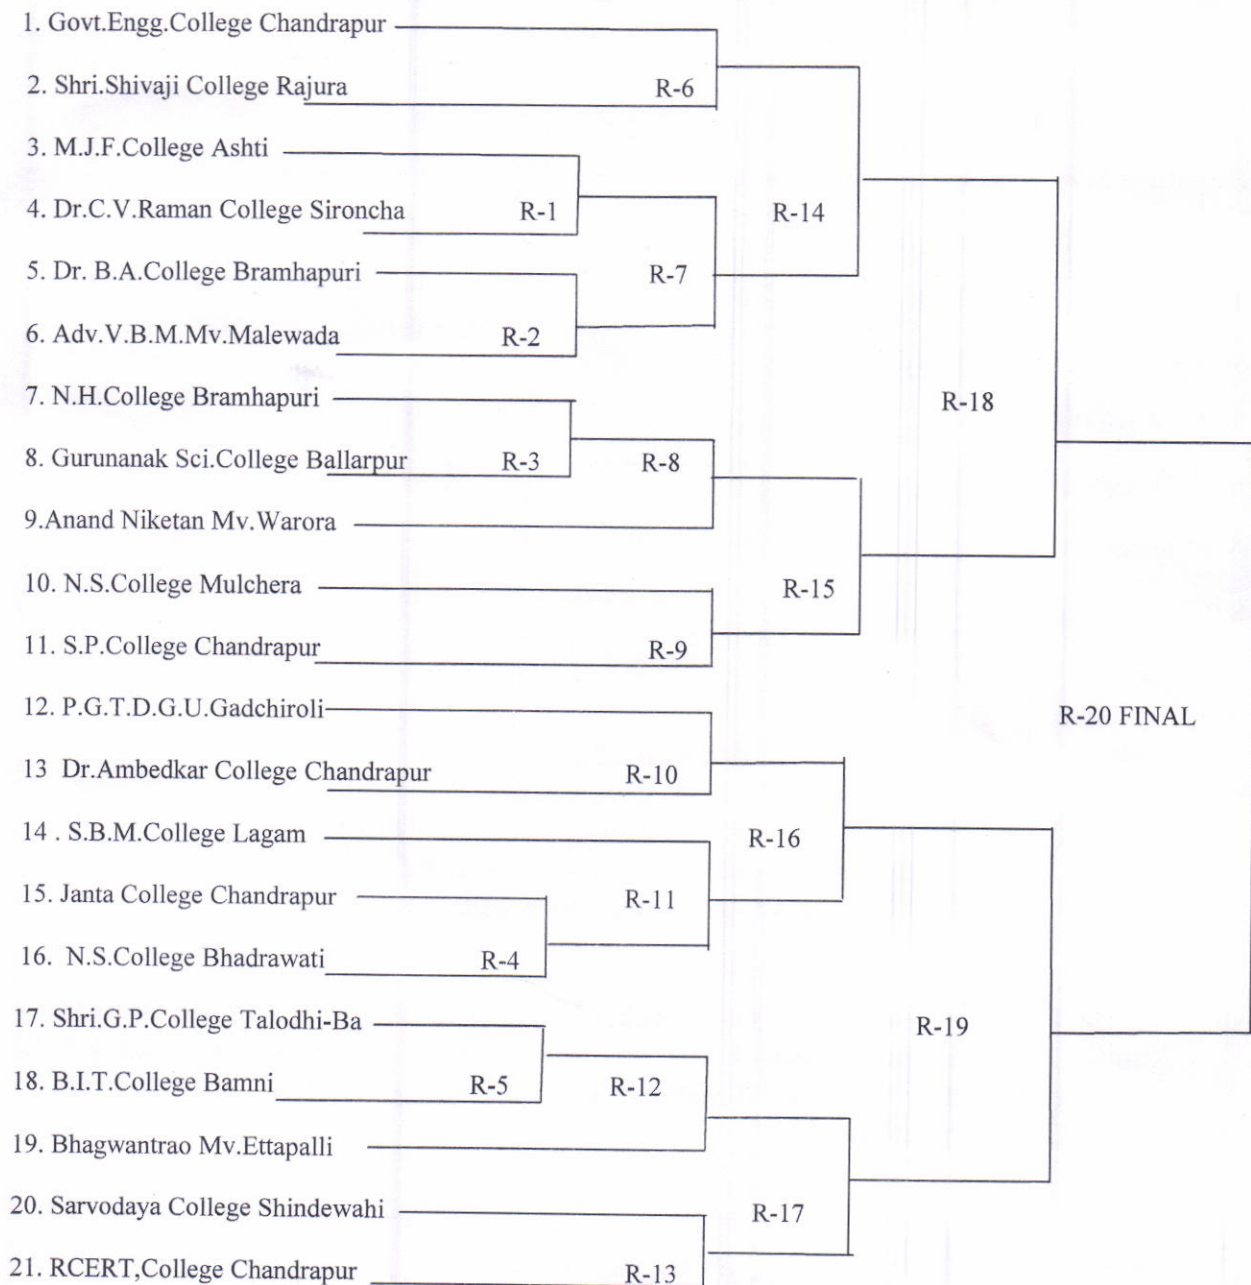 1. Govt.Engg.College Chandrapur
2. Shri.Shivaji College Rajura R-6
3. M.J.F.College Ashti
4. Dr.C.V.Raman College Sironcha R-1 R-14
5. Dr. B.A.College Bramhapuri R-7
6. Adv.V.B.M.Mv.Malewada R-2
7. N.H.College Bramhapuri R-18
8. Gurunanak Sci.College Ballarpur R-3 R-8
9.Anand Niketan Mv.Warora
10. N.S.College Mulchera R-15
11. S.P.College Chandrapur R-9
12. P.G.T.D.G.U.Gadchiroli R-20 FINAL
13 Dr.Ambedkar College Chandrapur R-10
14 . S.B.M.College Lagam R-16
15. Janta College Chandrapur R-11
16. N.S.College Bhadrawati R-4
17. Shri.G.P.College Talodhi-Ba R-19
18. B.I.T.College Bamni R-5 R-12
19. Bhagwantrao Mv.Ettapalli
20. Sarvodaya College Shindewahi R-17
21. RCERT,College Chandrapur R-13